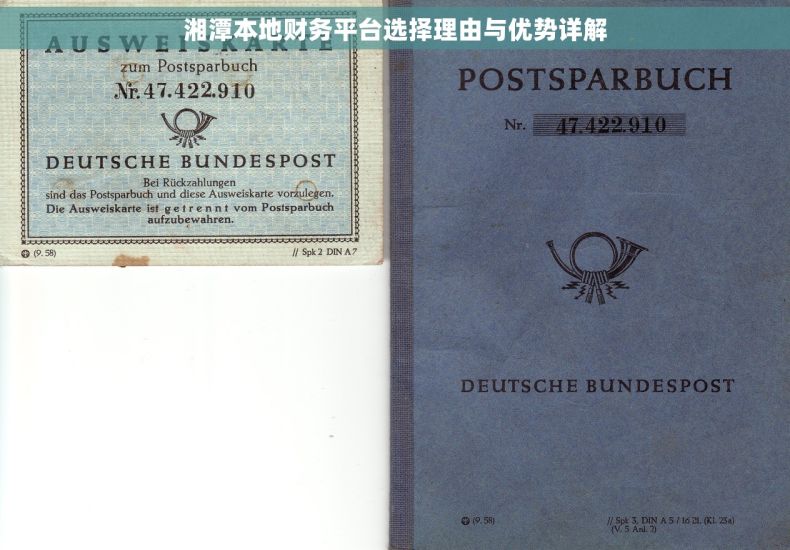 湘潭本地财务平台选择理由与优势详解
AUSWEISKARTE
zum Postsparbuch
Nr. 47.422.910
DEUTSCHE BUNDESPOST
Bei Rückzahlungen
sind das Postsparbuch und diese Ausweiskarte vorzulegen.
Die Ausweiskarte ist getrennt vom Postsparbuch
aufzubewahren.
(9. 58)
// Spk 2 DIN A 7
POSTSPARBUCH
Nr. 47.422.910
DEUTSCHE BUNDESPOST
(9. 58)
// Spk 3, DIN A 5 / 16 Bl. (Kl. 23a)
(V. 5 Anl. 2)